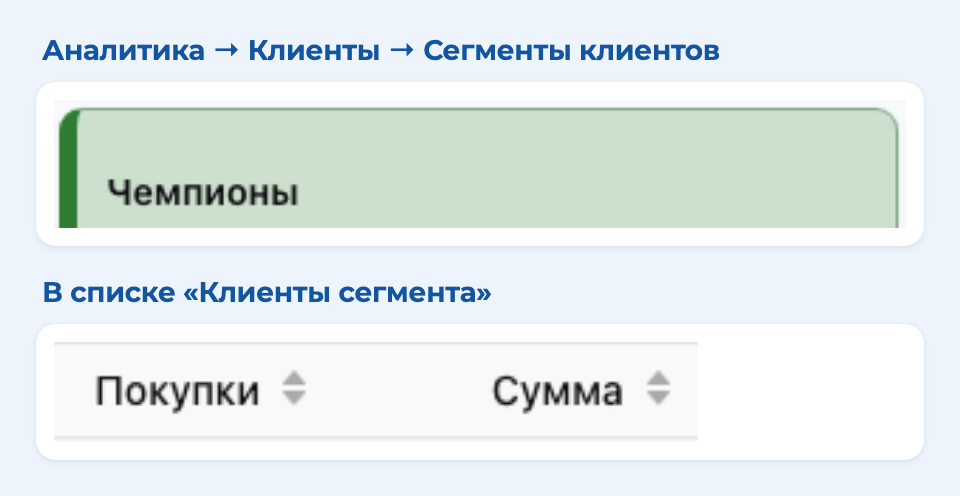 Аналитика → Клиенты → Сегменты клиентов
Чемпионы
В списке «Клиенты сегмента»
Покупки Сумма